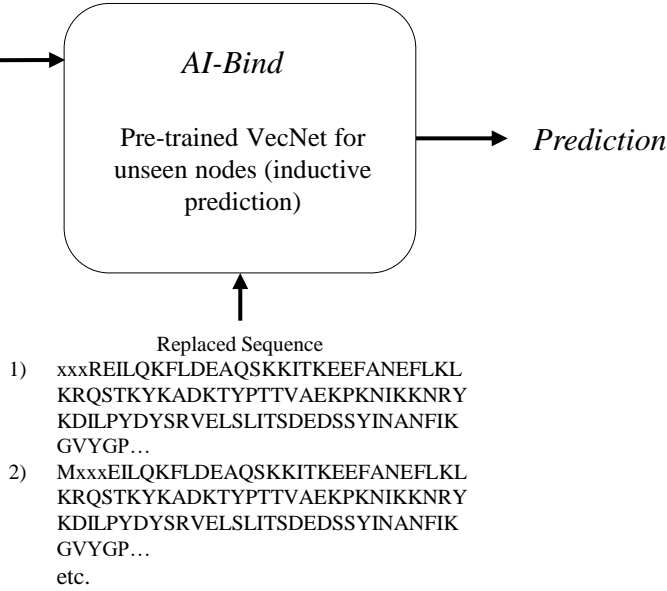 AI-Bind
Pre-trained VecNet for
unseen nodes (inductive
prediction)
Prediction
Replaced Sequence
1) xxxREILQKFLDEAQSKKITKEEFANEFLKL
KRQSTKYKADKTYPTTVAEKPKNIKKNRY
KDILPYDYSRVELSLITSDEDSSYINANFIK
GVYGP…
2) MxxxEILQKFLDEAQSKKITKEEFANEFLKL
KRQSTKYKADKTYPTTVAEKPKNIKKNRY
KDILPYDYSRVELSLITSDEDSSYINANFIK
GVYGP…
etc.